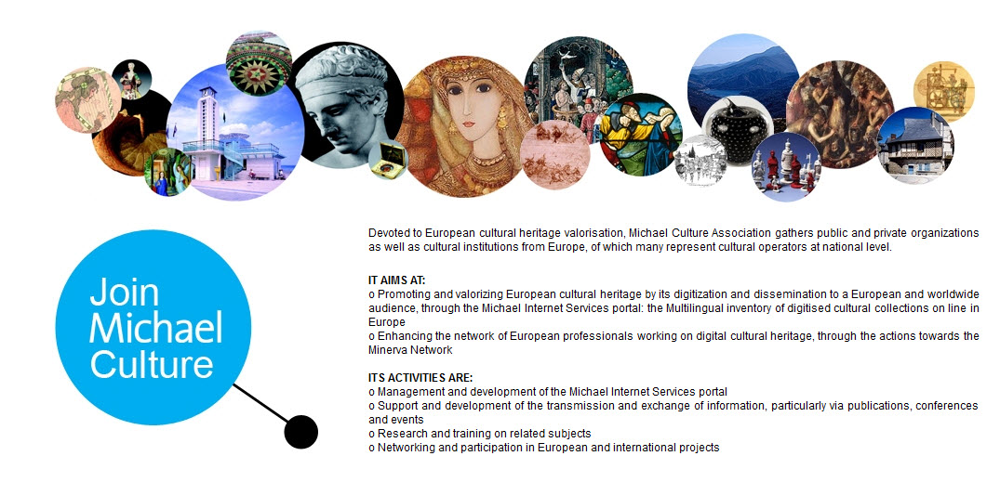 Devoted to European cultural heritage valorisation, Michael Culture Association gathers public and private organizations
as well as cultural institutions from Europe, of which many represent cultural operators at national level.
IT AIMS AT:
o Promoting and valorizing European cultural heritage by its digitization and dissemination to a European and worldwide
audience, through the Michael Internet Services portal: the Multilingual inventory of digitised cultural collections on line in
Europe
o Enhancing the network of European professionals working on digital cultural heritage, through the actions towards the
Minerva Network
ITS ACTIVITIES ARE:
o Management and development of the Michael Internet Services portal
o Support and development of the transmission and exchange of information, particularly via publications, conferences
and events
o Research and training on related subjects
o Networking and participation in European and international projects
Join
Michael
Culture